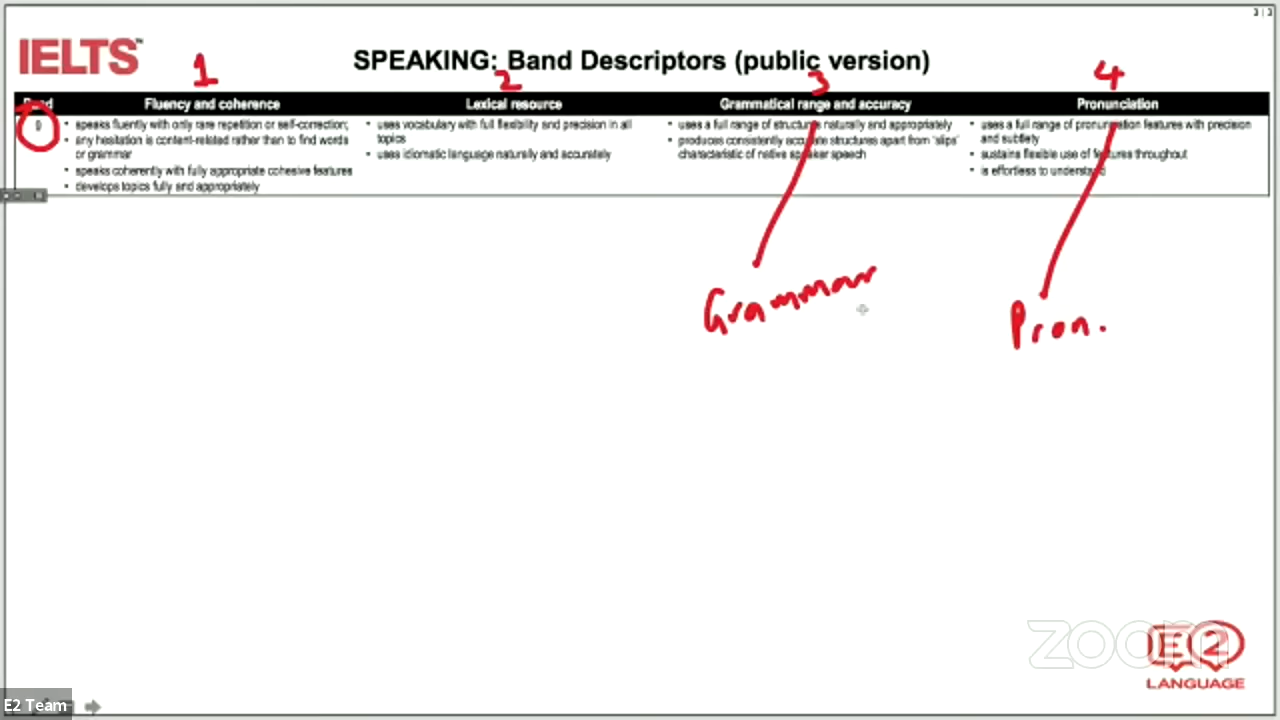 3 | 3
IELTS™
SPEAKING: Band Descriptors (public version)
1
2
3
4
Band
Fluency and coherence
Lexical resource
Grammatical range and accuracy
Pronunciation
9
• speaks fluently with only rare repetition or self-correction;
• any hesitation is content-related rather than to find words
or grammar
• speaks coherently with fully appropriate cohesive features
• develops topics fully and appropriately
• uses vocabulary with full flexibility and precision in all
topics
• uses idiomatic language naturally and accurately
• uses a full range of structures naturally and appropriately
• produces consistently accurate structures apart from 'slips'
characteristic of native speaker speech
• uses a full range of pronunciation features with precision
and subtlety
• sustains flexible use of features throughout
• is effortless to understand
Grammar
Pron.
zoom
E2
LANGUAGE
E2 Team